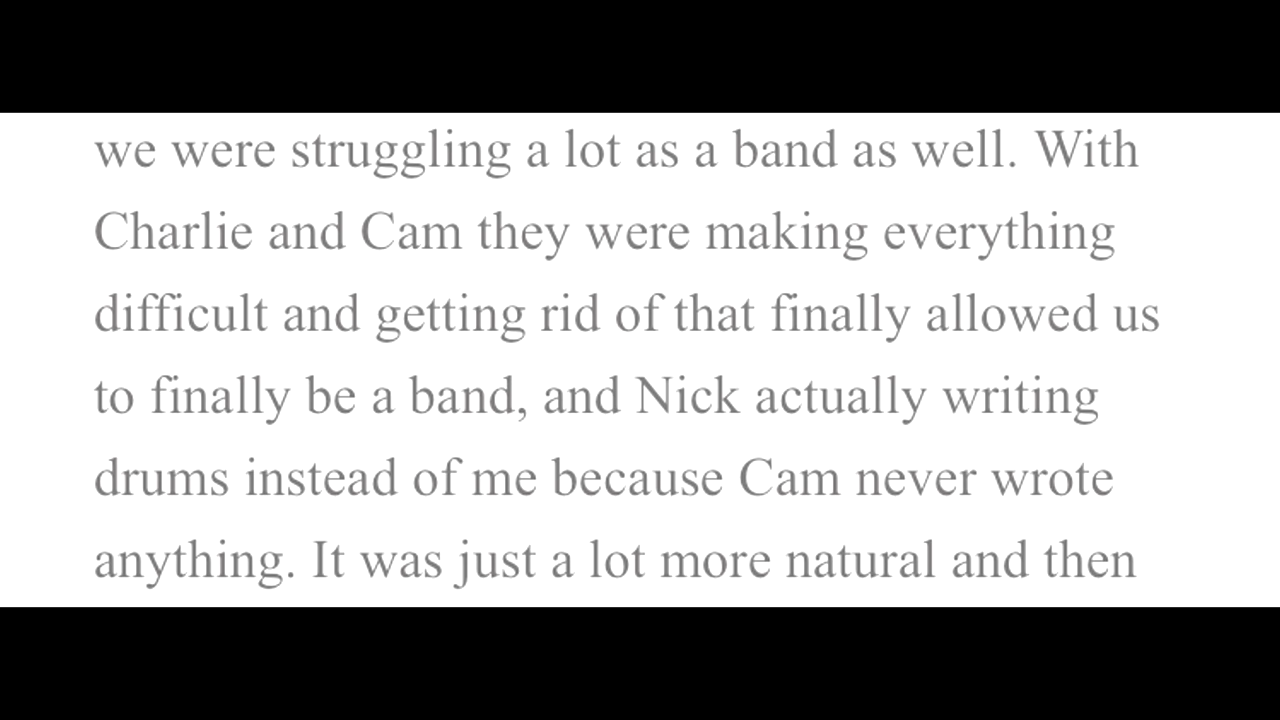 we were struggling a lot as a band as well. With
Charlie and Cam they were making everything
difficult and getting rid of that finally allowed us
to finally be a band, and Nick actually writing
drums instead of me because Cam never wrote
anything. It was just a lot more natural and then